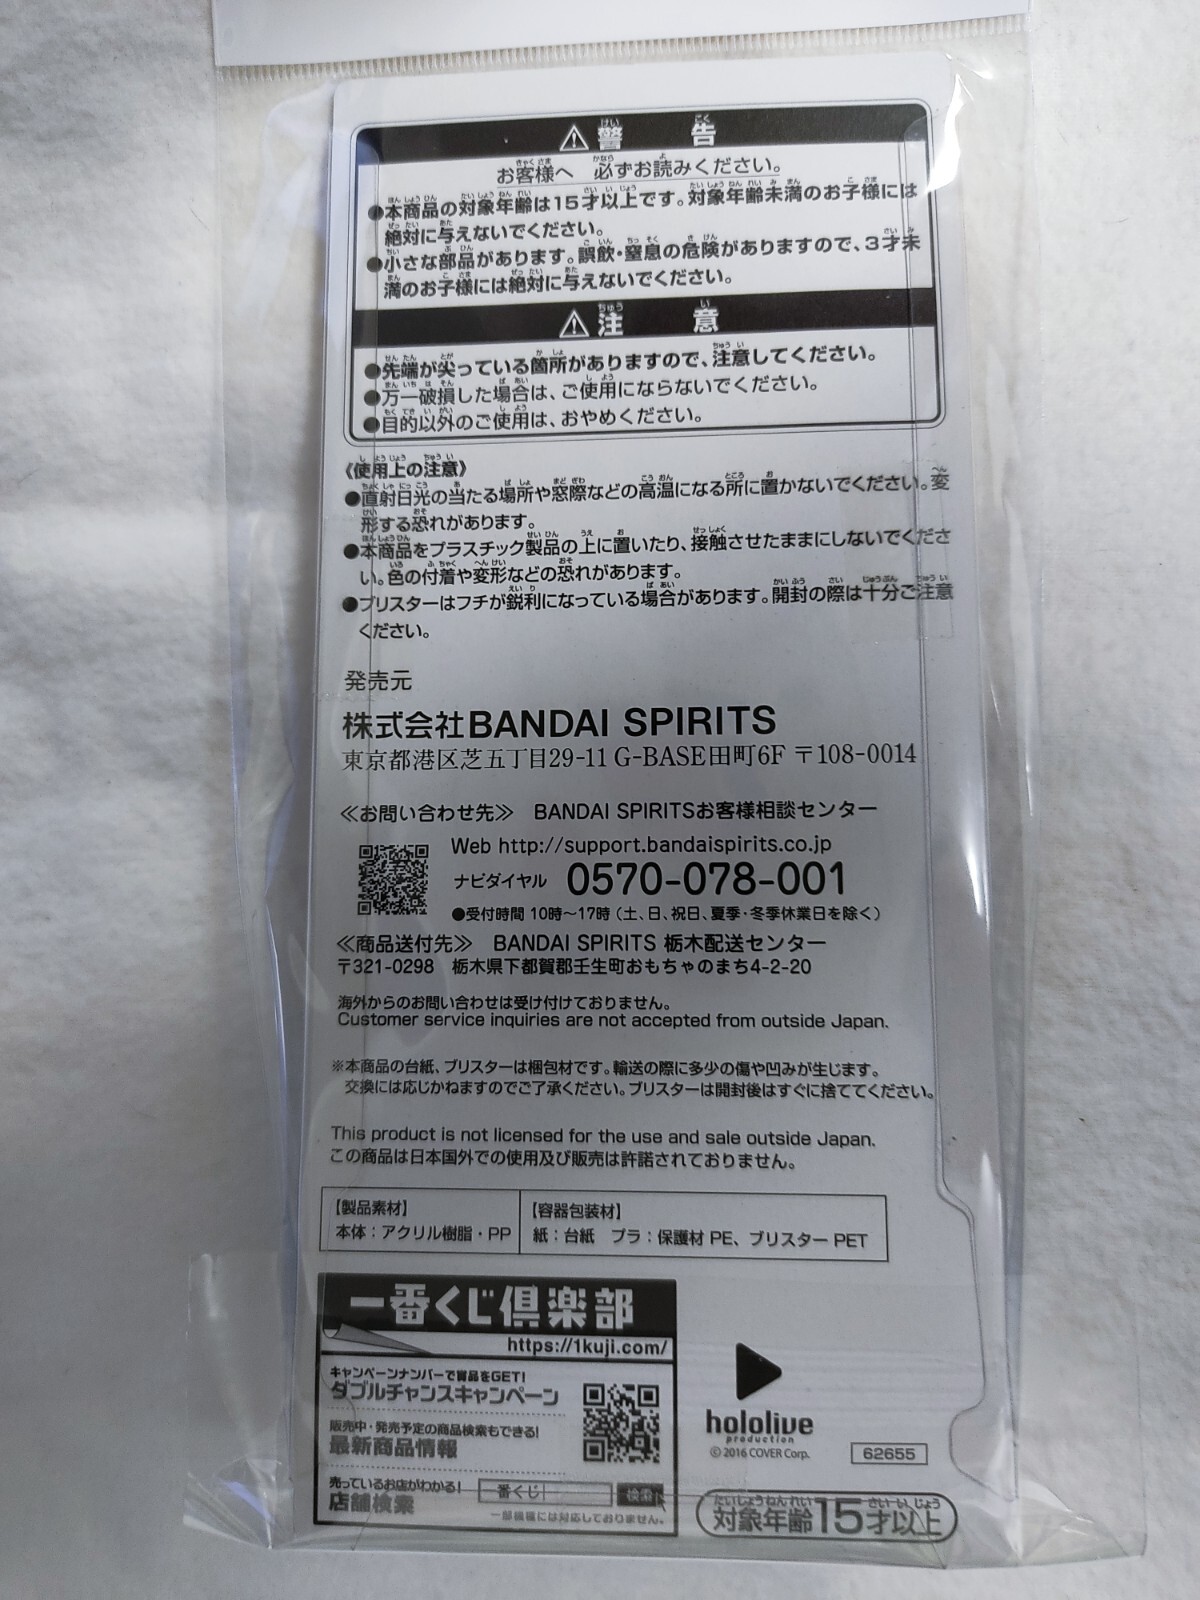 ⚠警告
お客様へ 必ずお読みください。
●本商品の対象年齢は15才以上です。対象年齢未満のお子様には
絶対に与えないでください。
●小さな部品があります。誤飲・窒息の危険がありますので、3才未
満のお子様には絶対に与えないでください。
⚠注意
●先端が尖っている箇所がありますので、注意してください。
●万一破損した場合は、ご使用にならないでください。
●目的以外のご使用は、おやめください。
《使用上の注意》
●直射日光の当たる場所や窓際などの高温になる所に置かないでください。変
形する恐れがあります。
●本商品をプラスチック製品の上に置いたり、接触させたままにしないでくださ
い。色の付着や変形などの恐れがあります。
●ブリスターはフチが鋭利になっている場合があります。開封の際は十分ご注意
ください。
発売元
株式会社BANDAI SPIRITS
東京都港区芝五丁目29-11 G-BASE田町6F 〒108-0014
≪お問い合わせ先≫ BANDAI SPIRITSお客様相談センター
Web http://support.bandaispirits.co.jp
ナビダイヤル 0570-078-001
●受付時間 10時～17時(土、日、祝日、夏季・冬季休業日を除く)
≪商品送付先≫ BANDAI SPIRITS 栃木配送センター
〒321-0298 栃木県下都賀郡壬生町おもちゃのまち4-2-20
海外からのお問い合わせは受け付けておりません。
Customer service inquiries are not accepted from outside Japan.
※本商品の台紙、ブリスターは梱包材です。輸送の際に多少の傷や凹みが生じます。
交換には応じかねますのでご了承ください。ブリスターは開封後はすぐに捨ててください。
This product is not licensed for the use and sale outside Japan.
この商品は日本国外での使用及び販売は許諾されておりません。
【製品素材】
本体：アクリル樹脂・PP
【容器包装材】
紙：台紙 プラ：保護材 PE、ブリスター PET
一番くじ倶楽部
https://1kuji.com/
キャンペーンナンバーで賞品をGET!
ダブルチャンスキャンペーン
販売中・発売予定の商品検索もできる!
最新商品情報
売っているお店がわかる!
店舗検索
一番くじ 検索
一部機種には対応しておりません。
hololive
production
© 2016 COVER Corp.
62655
対象年齢15才以上